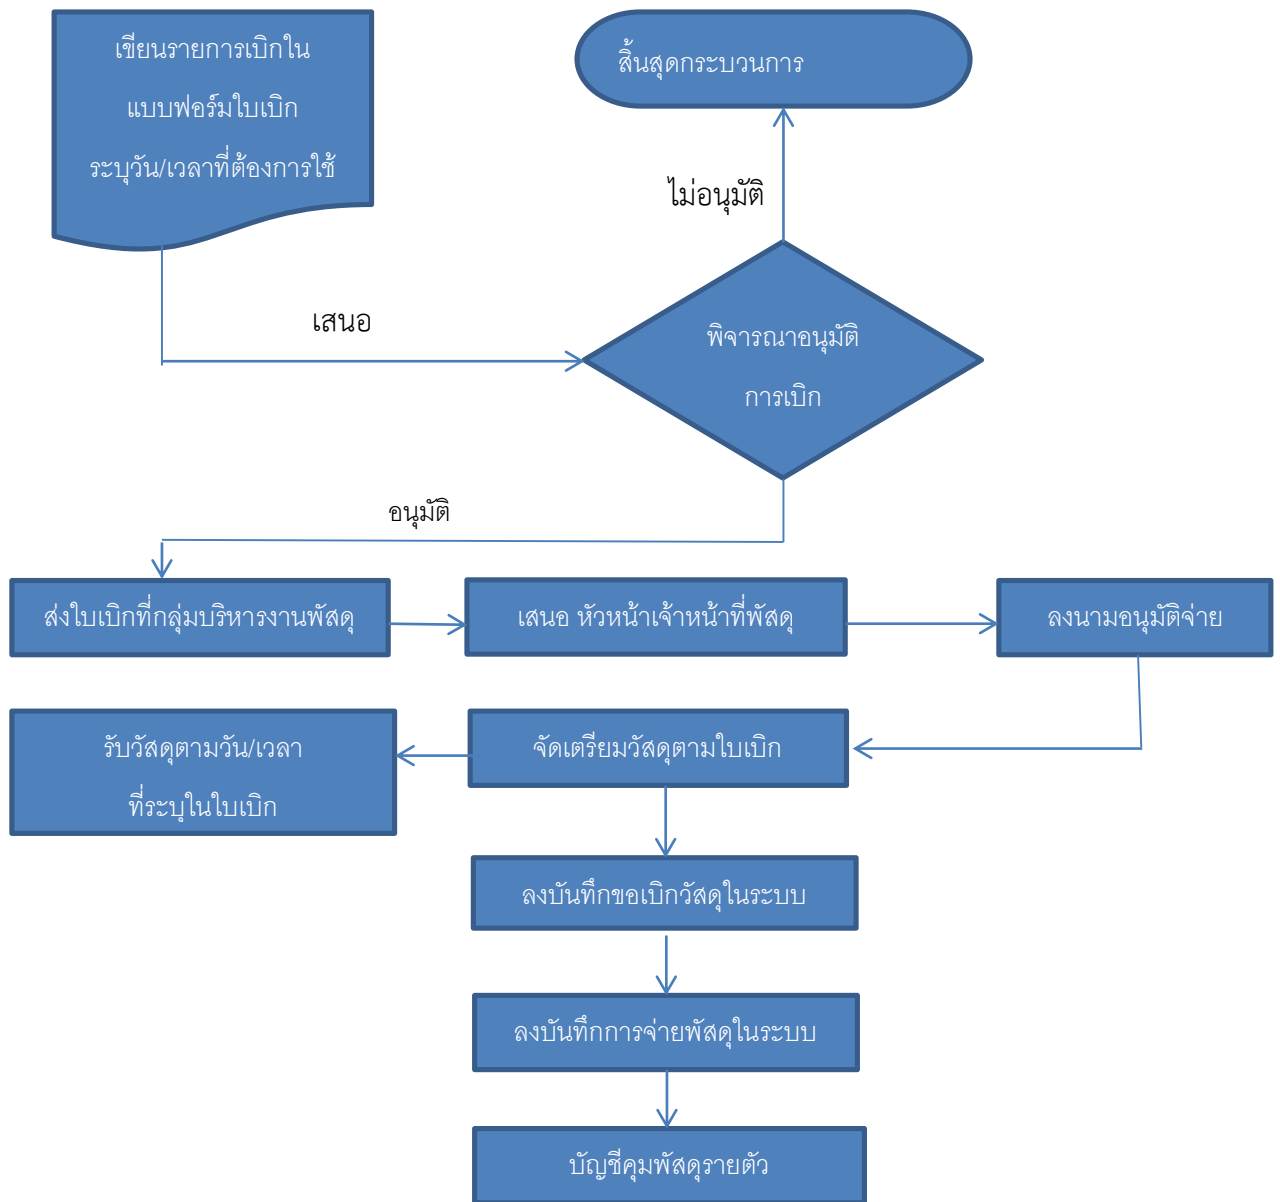 เขียนรายการเบิกใน
แบบฟอร์มใบเบิก
ระบุวัน/เวลาที่ต้องการใช้
สิ้นสุดกระบวนการ
ไม่อนุมัติ
เสนอ
พิจารณาอนุมัติ
การเบิก
อนุมัติ
ส่งใบเบิกที่กลุ่มบริหารงานพัสดุ
เสนอ หัวหน้าเจ้าหน้าที่พัสดุ
ลงนามอนุมัติจ่าย
รับวัสดุตามวัน/เวลา
ที่ระบุในใบเบิก
จัดเตรียมวัสดุตามใบเบิก
ลงบันทึกขอเบิกวัสดุในระบบ
ลงบันทึกการจ่ายพัสดุในระบบ
บัญชีคุมพัสดุรายตัว